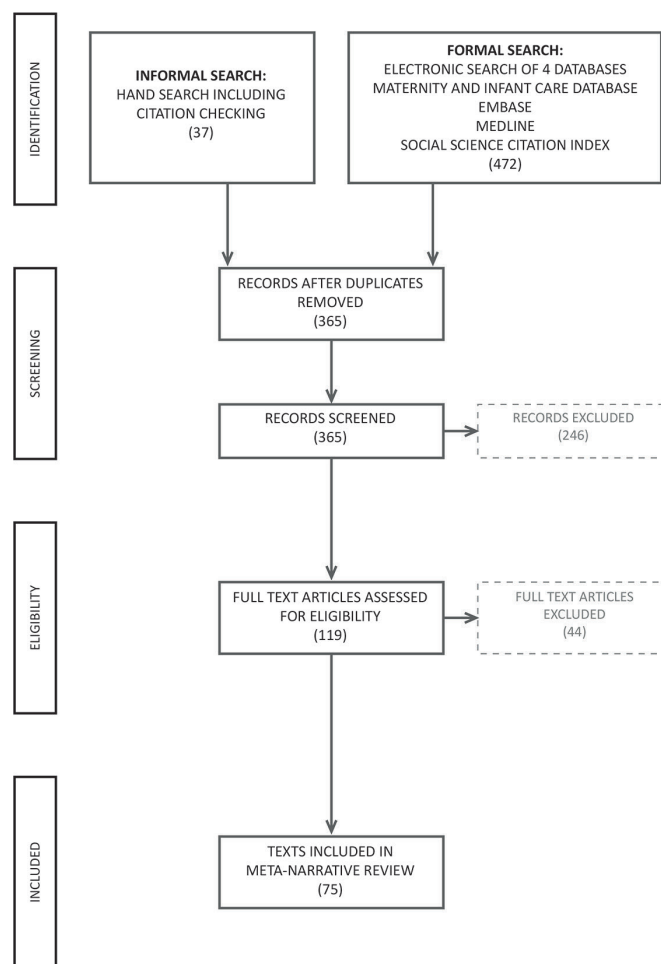 IDENTIFICATION
INFORMAL SEARCH:
HAND SEARCH INCLUDING
CITATION CHECKING
(37)
FORMAL SEARCH:
ELECTRONIC SEARCH OF 4 DATABASES
MATERNITY AND INFANT CARE DATABASE
EMBASE
MEDLINE
SOCIAL SCIENCE CITATION INDEX
(472)
SCREENING
RECORDS AFTER DUPLICATES
REMOVED
(365)
RECORDS SCREENED
(365)
RECORDS EXCLUDED
(246)
ELIGIBILITY
FULL TEXT ARTICLES ASSESSED
FOR ELIGIBILITY
(119)
FULL TEXT ARTICLES
EXCLUDED
(44)
INCLUDED
TEXTS INCLUDED IN
META-NARRATIVE REVIEW
(75)